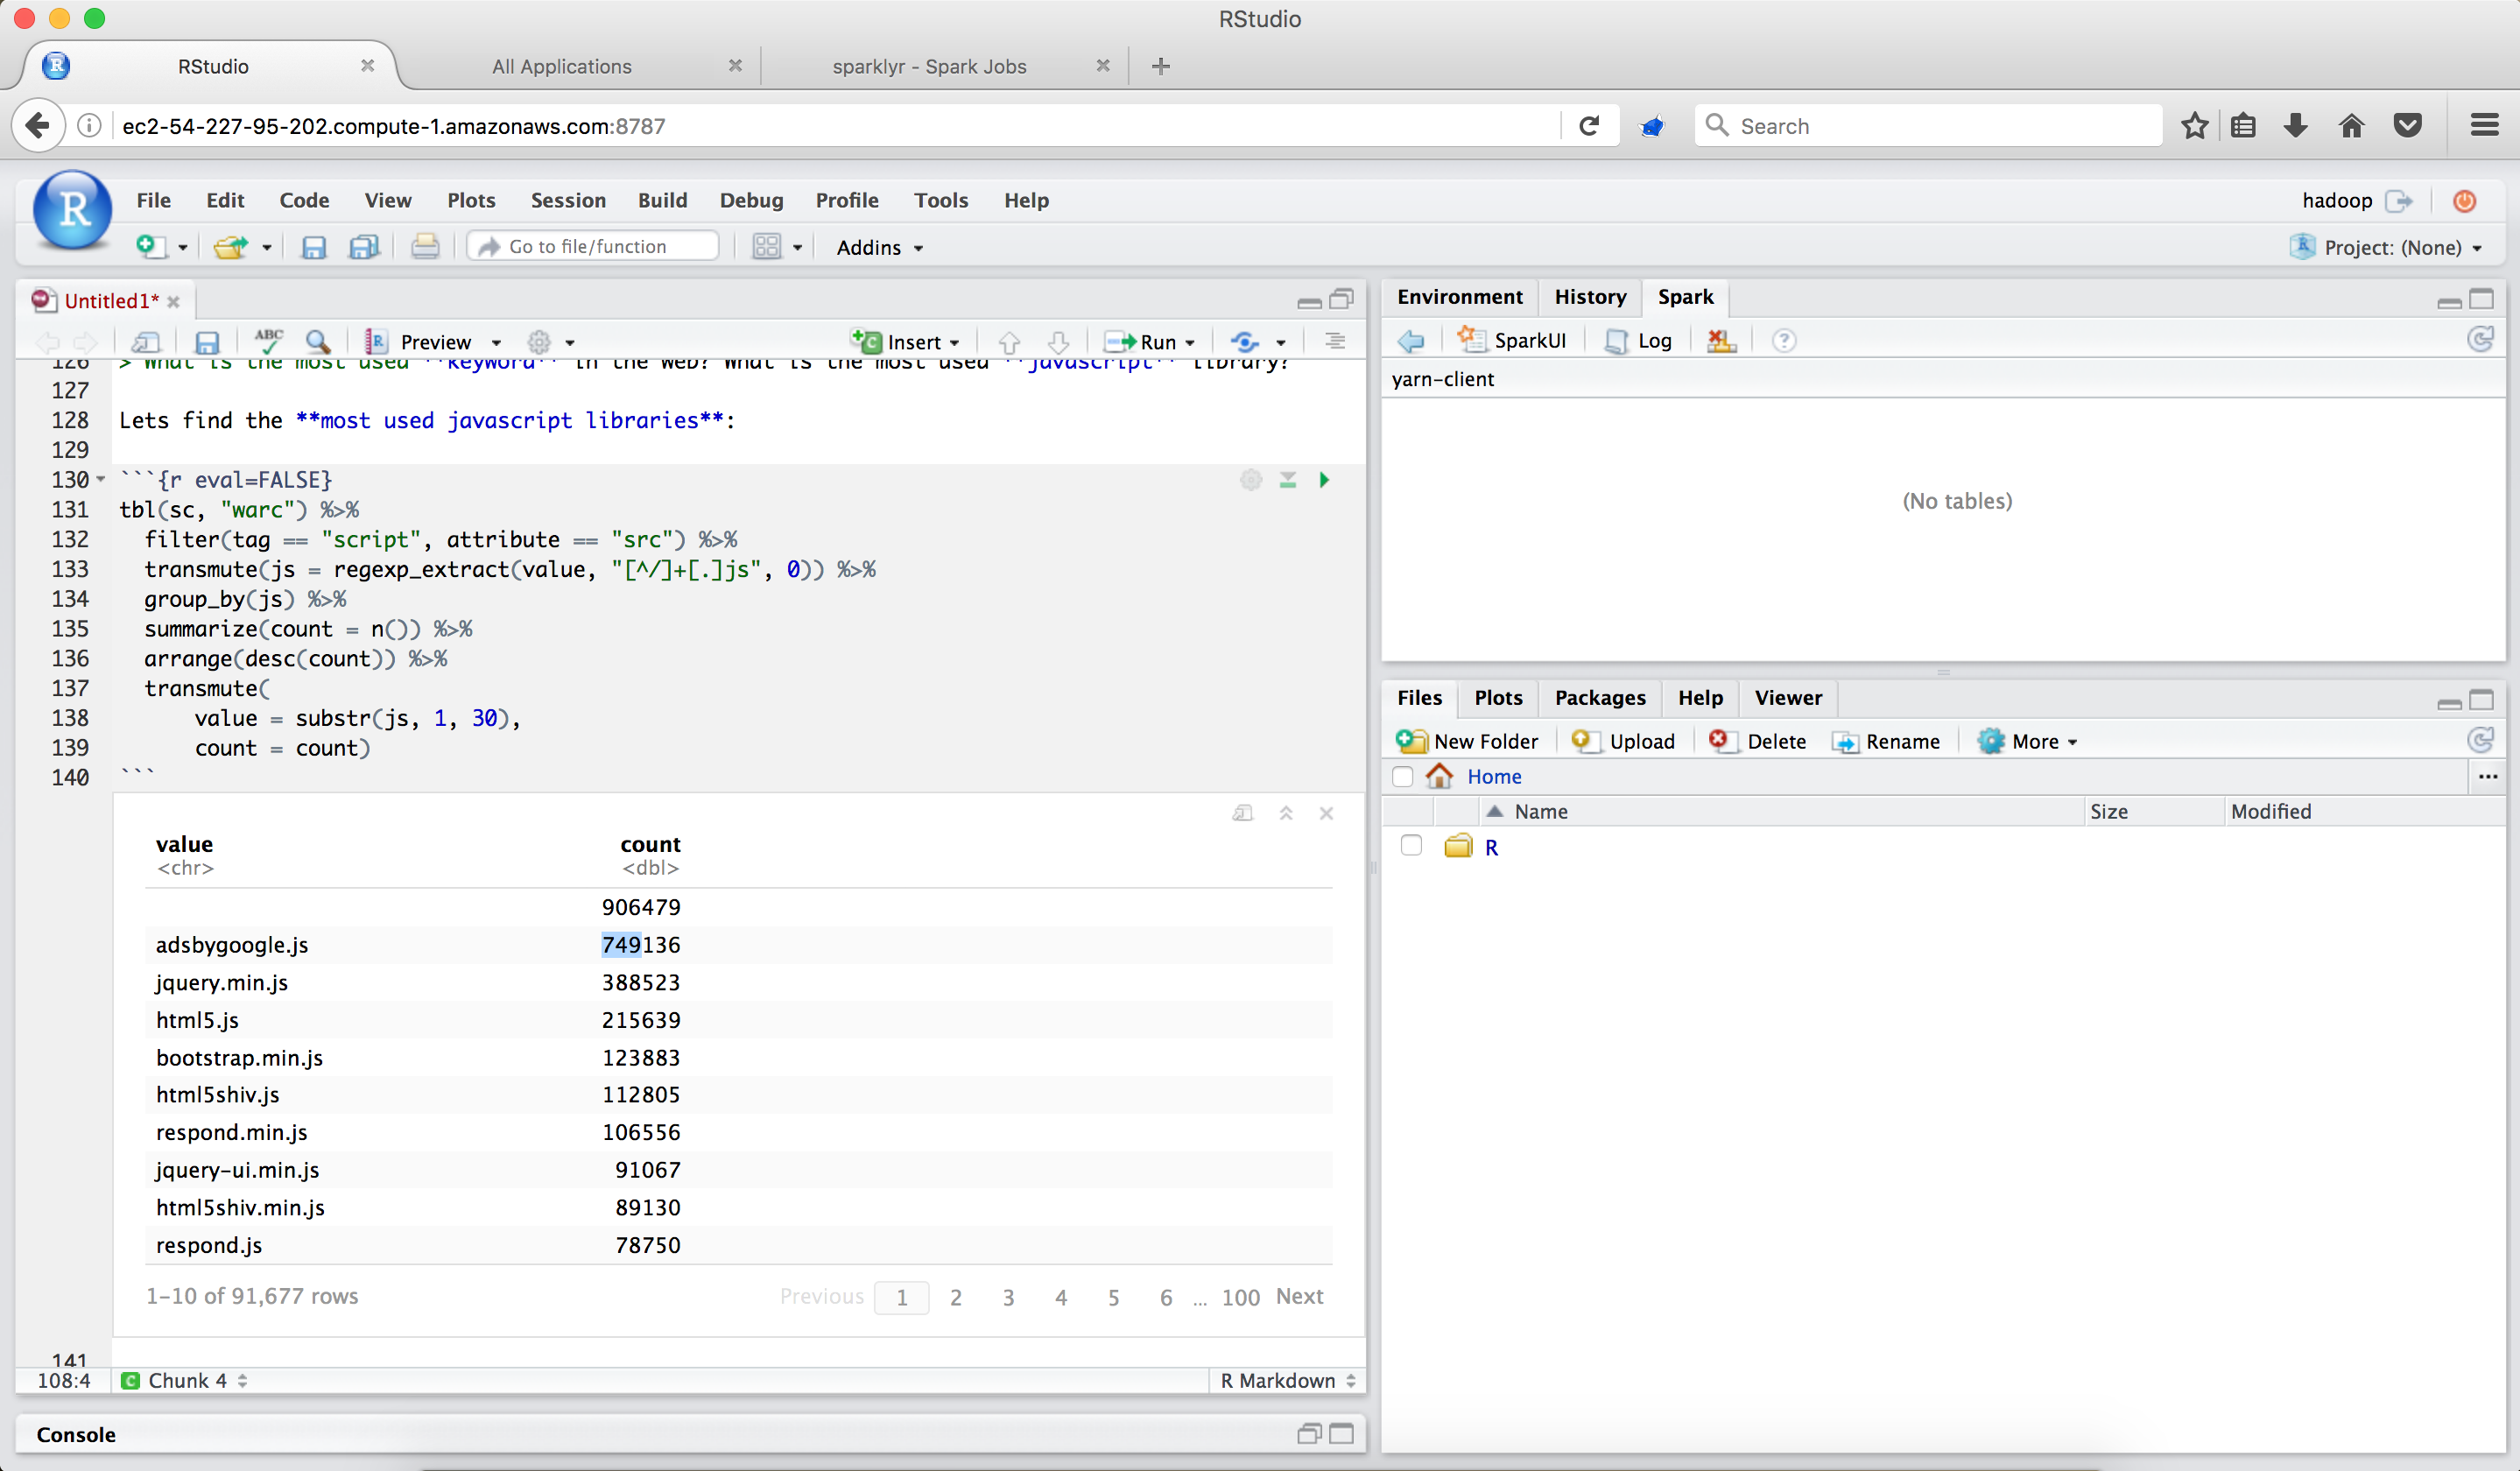 RStudio
RStudio
All Applications
sparklyr - Spark Jobs
ec2-54-227-95-202.compute-1.amazonaws.com:8787
Search
File Edit Code View Plots Session Build Debug Profile Tools Help
hadoop
Go to file/function
Addins
Project: (None)
Untitled1*
ABC
Preview
Insert
Run
126 > What is the most used **keyword** in the web? What is the most used **javascript** library?
127
128 Lets find the **most used javascript libraries**:
129
130 ```{r eval=FALSE}
131 tbl(sc, "warc") %>%
132 filter(tag == "script", attribute == "src") %>%
133 transmute(js = regexp_extract(value, "[^/]+[.]js", 0)) %>%
134 group_by(js) %>%
135 summarize(count = n()) %>%
136 arrange(desc(count)) %>%
137 transmute(
138 value = substr(js, 1, 30),
139 count = count)
140 ```
value count
<chr> <dbl>
906479
adsbygoogle.js 749136
jquery.min.js 388523
html5.js 215639
bootstrap.min.js 123883
html5shiv.js 112805
respond.min.js 106556
jquery-ui.min.js 91067
html5shiv.min.js 89130
respond.js 78750
1-10 of 91,677 rows
Previous 1 2 3 4 5 6 ... 100 Next
141
108:4 Chunk 4 R Markdown
Console
Environment History Spark
SparkUI Log
yarn-client
(No tables)
Files Plots Packages Help Viewer
New Folder Upload Delete Rename More
Home
Name Size Modified
R